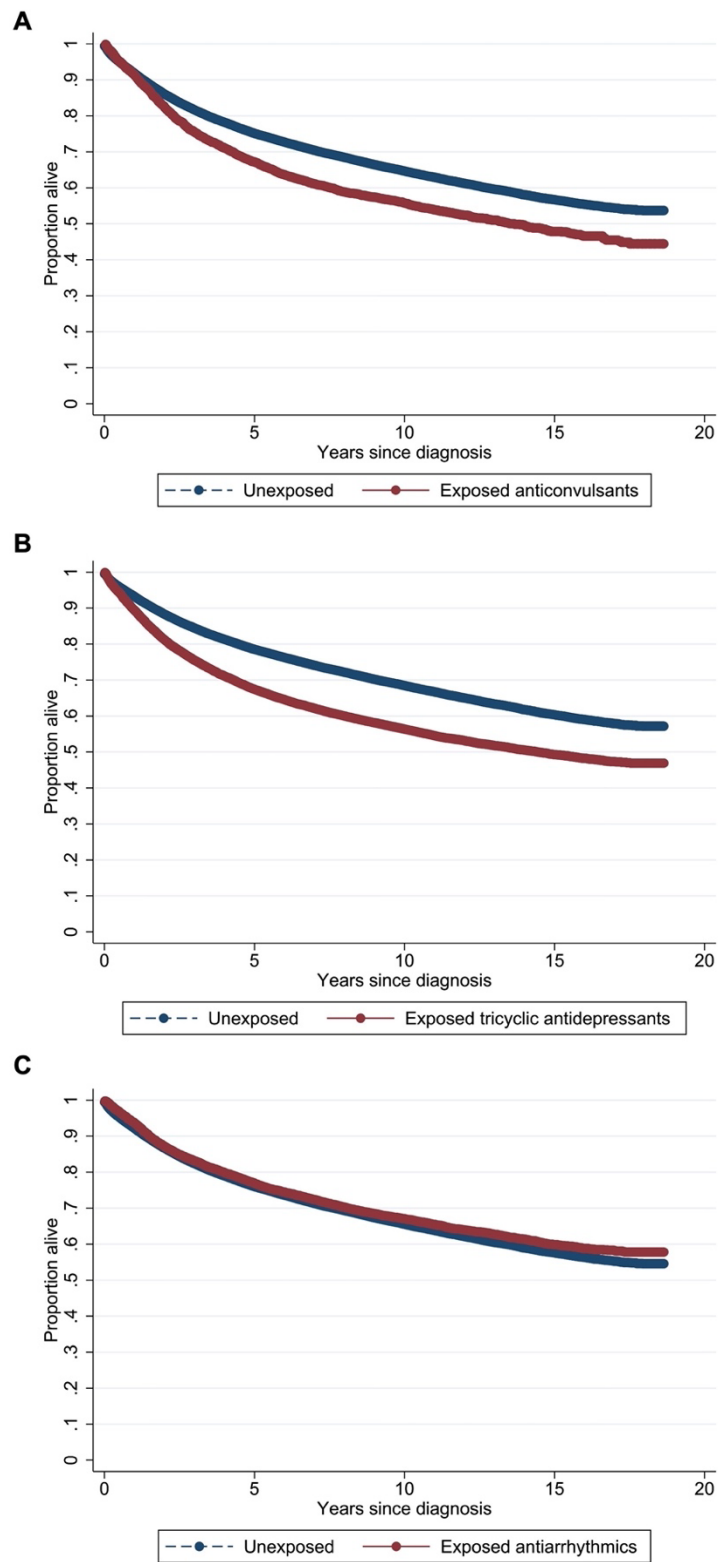 A
1
.9
.8
.7
.6
.5
.4
.3
.2
.1
0
Proportion alive
0 5 10 15 20
Years since diagnosis
Unexposed Exposed anticonvulsants
B
1
.9
.8
.7
.6
.5
.4
.3
.2
.1
0
Proportion alive
0 5 10 15 20
Years since diagnosis
Unexposed Exposed tricyclic antidepressants
C
1
.9
.8
.7
.6
.5
.4
.3
.2
.1
0
Proportion alive
0 5 10 15 20
Years since diagnosis
Unexposed Exposed antiarrhythmics